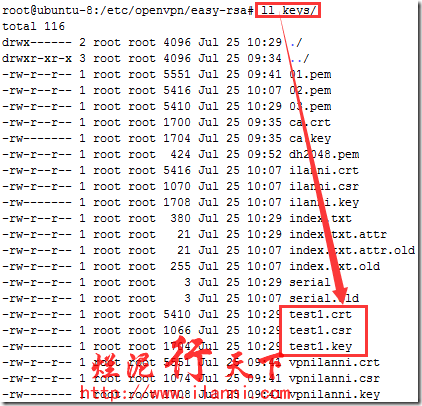 root@ubuntu-8:/etc/openvpn/easy-rsa# ll keys/
total 116
drwx------ 2 root root 4096 Jul 25 10:29 ./
drwxr-xr-x 3 root root 4096 Jul 25 09:34 ../
-rw-r--r-- 1 root root 5551 Jul 25 09:41 01.pem
-rw-r--r-- 1 root root 5416 Jul 25 10:07 02.pem
-rw-r--r-- 1 root root 5410 Jul 25 10:29 03.pem
-rw-r--r-- 1 root root 1700 Jul 25 09:35 ca.crt
-rw------- 1 root root 1704 Jul 25 09:35 ca.key
-rw-r--r-- 1 root root 424 Jul 25 09:52 dh2048.pem
-rw-r--r-- 1 root root 5416 Jul 25 10:07 ilanni.crt
-rw-r--r-- 1 root root 1070 Jul 25 10:07 ilanni.csr
-rw------- 1 root root 1708 Jul 25 10:07 ilanni.key
-rw-r--r-- 1 root root 380 Jul 25 10:29 index.txt
-rw-r--r-- 1 root root 21 Jul 25 10:29 index.txt.attr
-rw-r--r-- 1 root root 21 Jul 25 10:07 index.txt.attr.old
-rw-r--r-- 1 root root 255 Jul 25 10:07 index.txt.old
-rw-r--r-- 1 root root 3 Jul 25 10:29 serial
-rw-r--r-- 1 root root 3 Jul 25 10:07 serial.old
-rw-r--r-- 1 root root 5410 Jul 25 10:29 test1.crt
-rw-r--r-- 1 root root 1066 Jul 25 10:29 test1.csr
-rw------- 1 root root 1704 Jul 25 10:29 test1.key
-rw-r--r-- 1 root root 5551 Jul 25 09:41 vpnilanni.crt
-rw-r--r-- 1 root root 1074 Jul 25 09:41 vpnilanni.csr
-rw------- 1 root root 1708 Jul 25 09:41 vpnilanni.key
烂泥行天下
http://www.ilanni.com